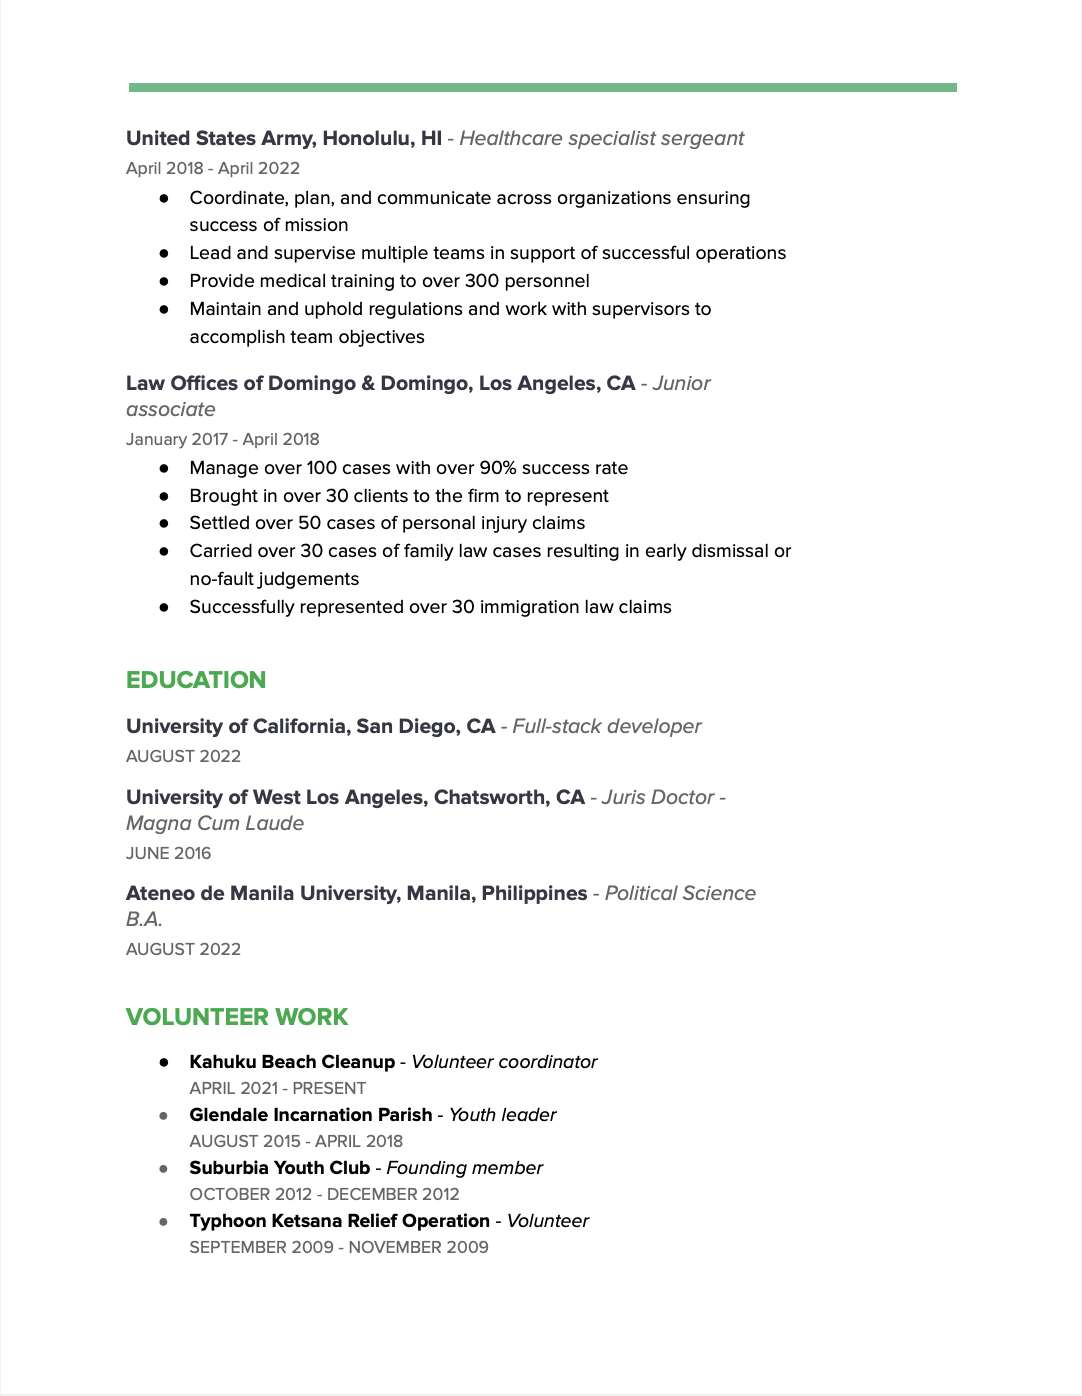 United States Army, Honolulu, HI - Healthcare specialist sergeant
April 2018 - April 2022
● Coordinate, plan, and communicate across organizations ensuring
success of mission
● Lead and supervise multiple teams in support of successful operations
● Provide medical training to over 300 personnel
● Maintain and uphold regulations and work with supervisors to
accomplish team objectives
Law Offices of Domingo & Domingo, Los Angeles, CA - Junior
associate
January 2017 - April 2018
● Manage over 100 cases with over 90% success rate
● Brought in over 30 clients to the firm to represent
● Settled over 50 cases of personal injury claims
● Carried over 30 cases of family law cases resulting in early dismissal or
no-fault judgements
● Successfully represented over 30 immigration law claims
EDUCATION
University of California, San Diego, CA - Full-stack developer
AUGUST 2022
University of West Los Angeles, Chatsworth, CA - Juris Doctor -
Magna Cum Laude
JUNE 2016
Ateneo de Manila University, Manila, Philippines - Political Science
B.A.
AUGUST 2022
VOLUNTEER WORK
● Kahuku Beach Cleanup - Volunteer coordinator
APRIL 2021 - PRESENT
● Glendale Incarnation Parish - Youth leader
AUGUST 2015 - APRIL 2018
● Suburbia Youth Club - Founding member
OCTOBER 2012 - DECEMBER 2012
● Typhoon Ketsana Relief Operation - Volunteer
SEPTEMBER 2009 - NOVEMBER 2009